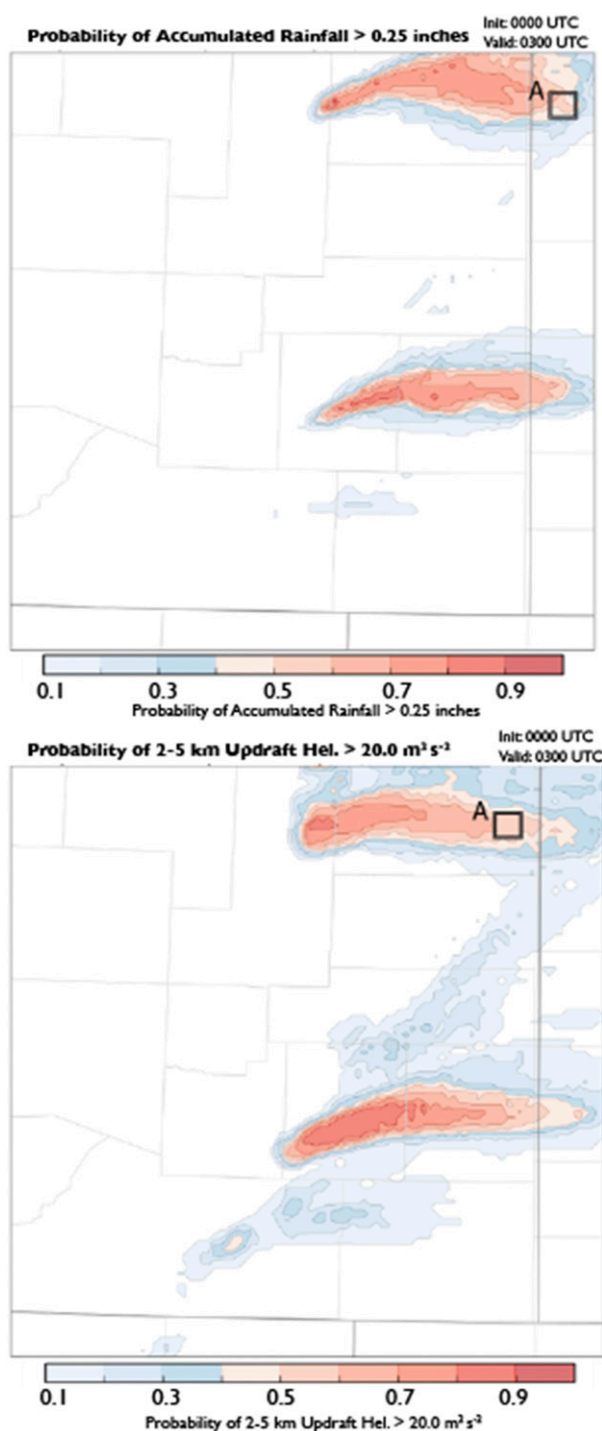 Probability of Accumulated Rainfall > 0.25 inches
Init: 0000 UTC
Valid: 0300 UTC
A
0.1 0.3 0.5 0.7 0.9
Probability of Accumulated Rainfall > 0.25 inches
Probability of 2-5 km Updraft Hel. > 20.0 m² s⁻²
Init: 0000 UTC
Valid: 0300 UTC
A
0.1 0.3 0.5 0.7 0.9
Probability of 2-5 km Updraft Hel. > 20.0 m² s⁻²